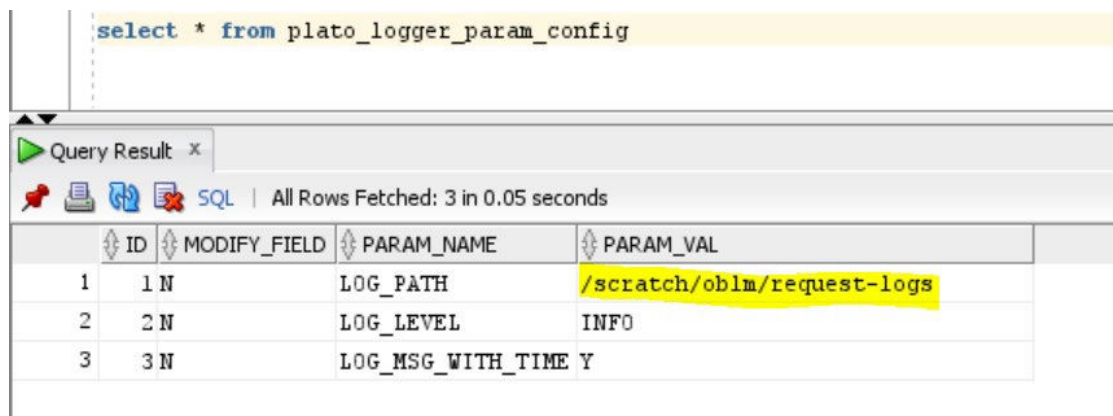 select * from plato_logger_param_config
Query Result x
SQL | All Rows Fetched: 3 in 0.05 seconds
ID MODIFY_FIELD PARAM_NAME PARAM_VAL
1 1 N LOG_PATH /scratch/oblm/request-logs
2 2 N LOG_LEVEL INFO
3 3 N LOG_MSG_WITH_TIME Y